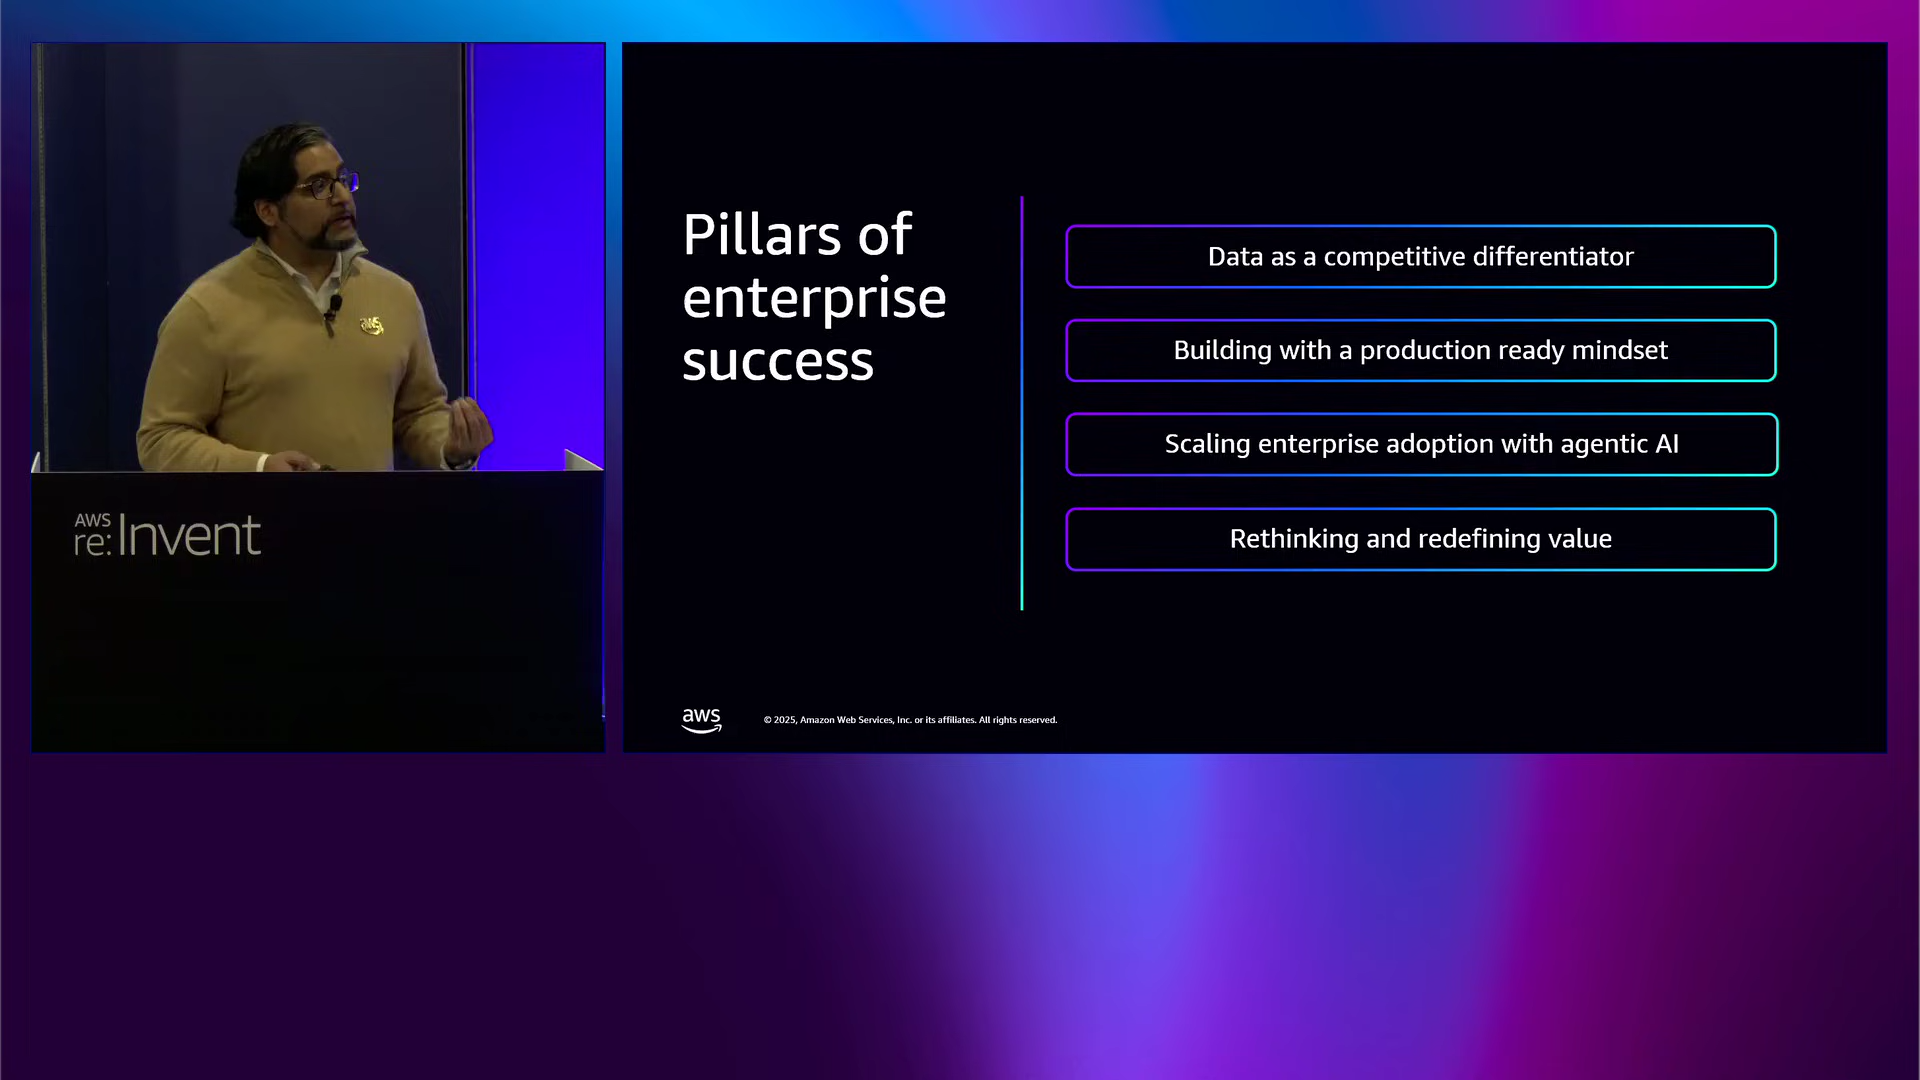 AWS
re:Invent
Pillars of
enterprise
success
Data as a competitive differentiator
Building with a production ready mindset
Scaling enterprise adoption with agentic AI
Rethinking and redefining value
aws
© 2025, Amazon Web Services, Inc. or its affiliates. All rights reserved.
aws